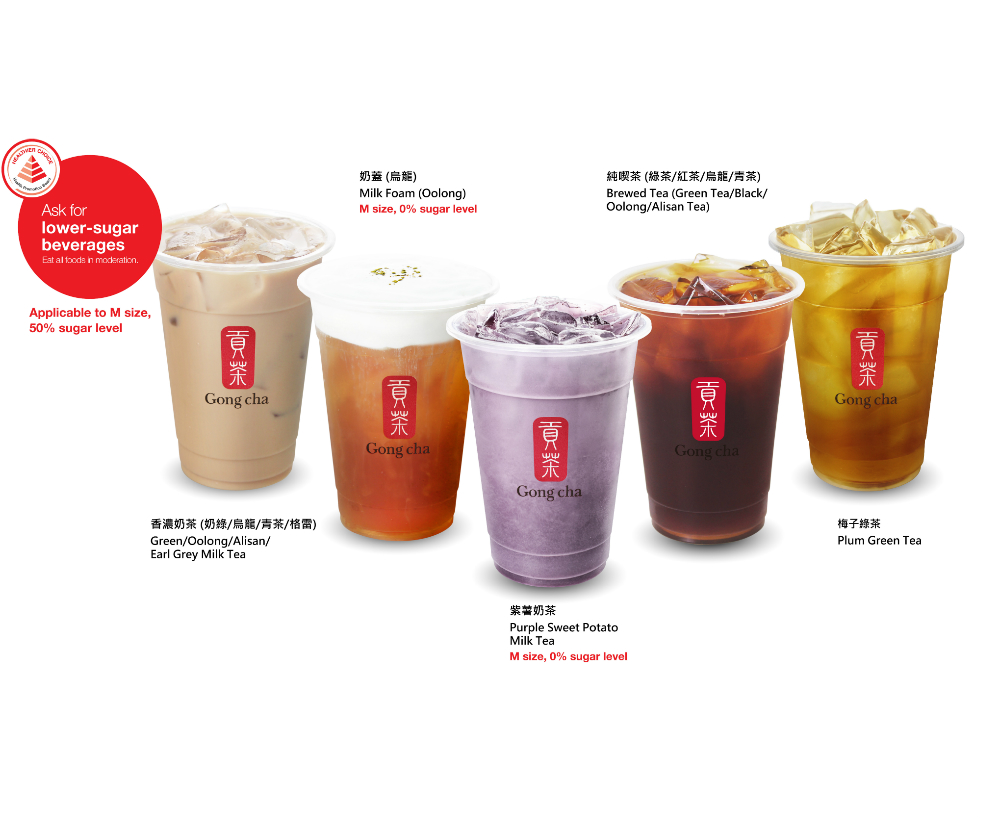 HEALTHIER CHOICE
Ask for
lower-sugar
beverages
Eat all foods in moderation.
Applicable to M size,
50% sugar level
奶蓋 (烏龍)
Milk Foam (Oolong)
M size, 0% sugar level
純喫茶 (綠茶/紅茶/烏龍/青茶)
Brewed Tea (Green Tea/Black/
Oolong/Alisan Tea)
貢茶
Gong cha
貢茶
Gong cha
貢茶
Gong cha
貢茶
Gong cha
貢茶
Gong cha
香濃奶茶 (奶綠/烏龍/青茶/格雷)
Green/Oolong/Alisan/
Earl Grey Milk Tea
紫薯奶茶
Purple Sweet Potato
Milk Tea
M size, 0% sugar level
梅子綠茶
Plum Green Tea